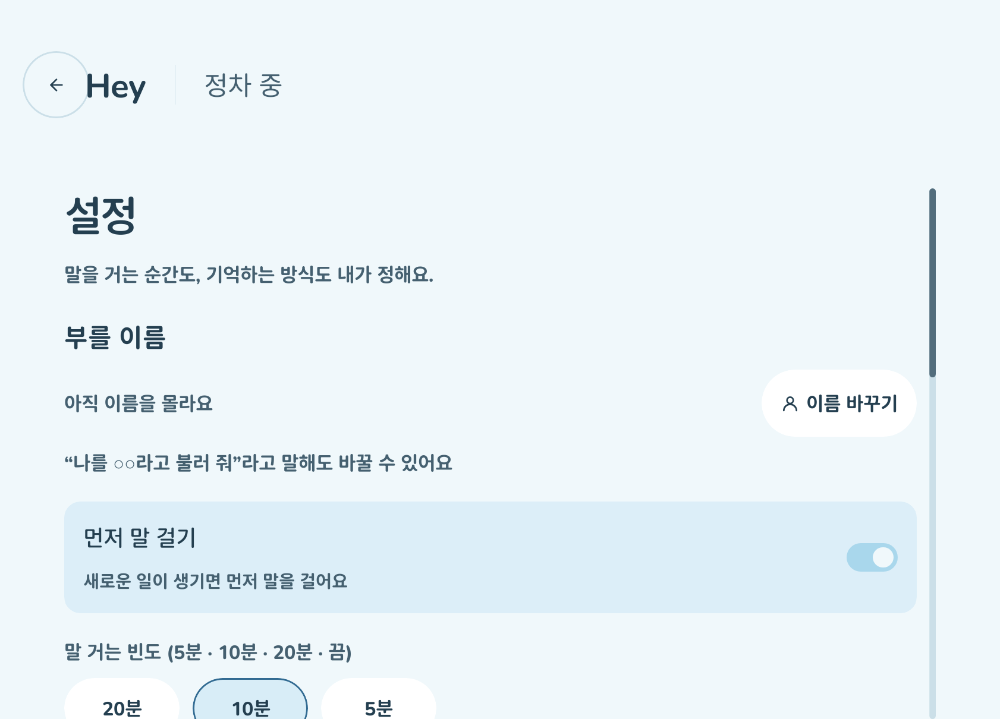 Hey
정차 중
설정
말을 거는 순간도, 기억하는 방식도 내가 정해요.
부를 이름
아직 이름을 몰라요
이름 바꾸기
“나를 ○○라고 불러 줘”라고 말해도 바꿀 수 있어요
먼저 말 걸기
새로운 일이 생기면 먼저 말을 걸어요
말 거는 빈도 (5분 · 10분 · 20분 · 끔)
20분
10분
5분